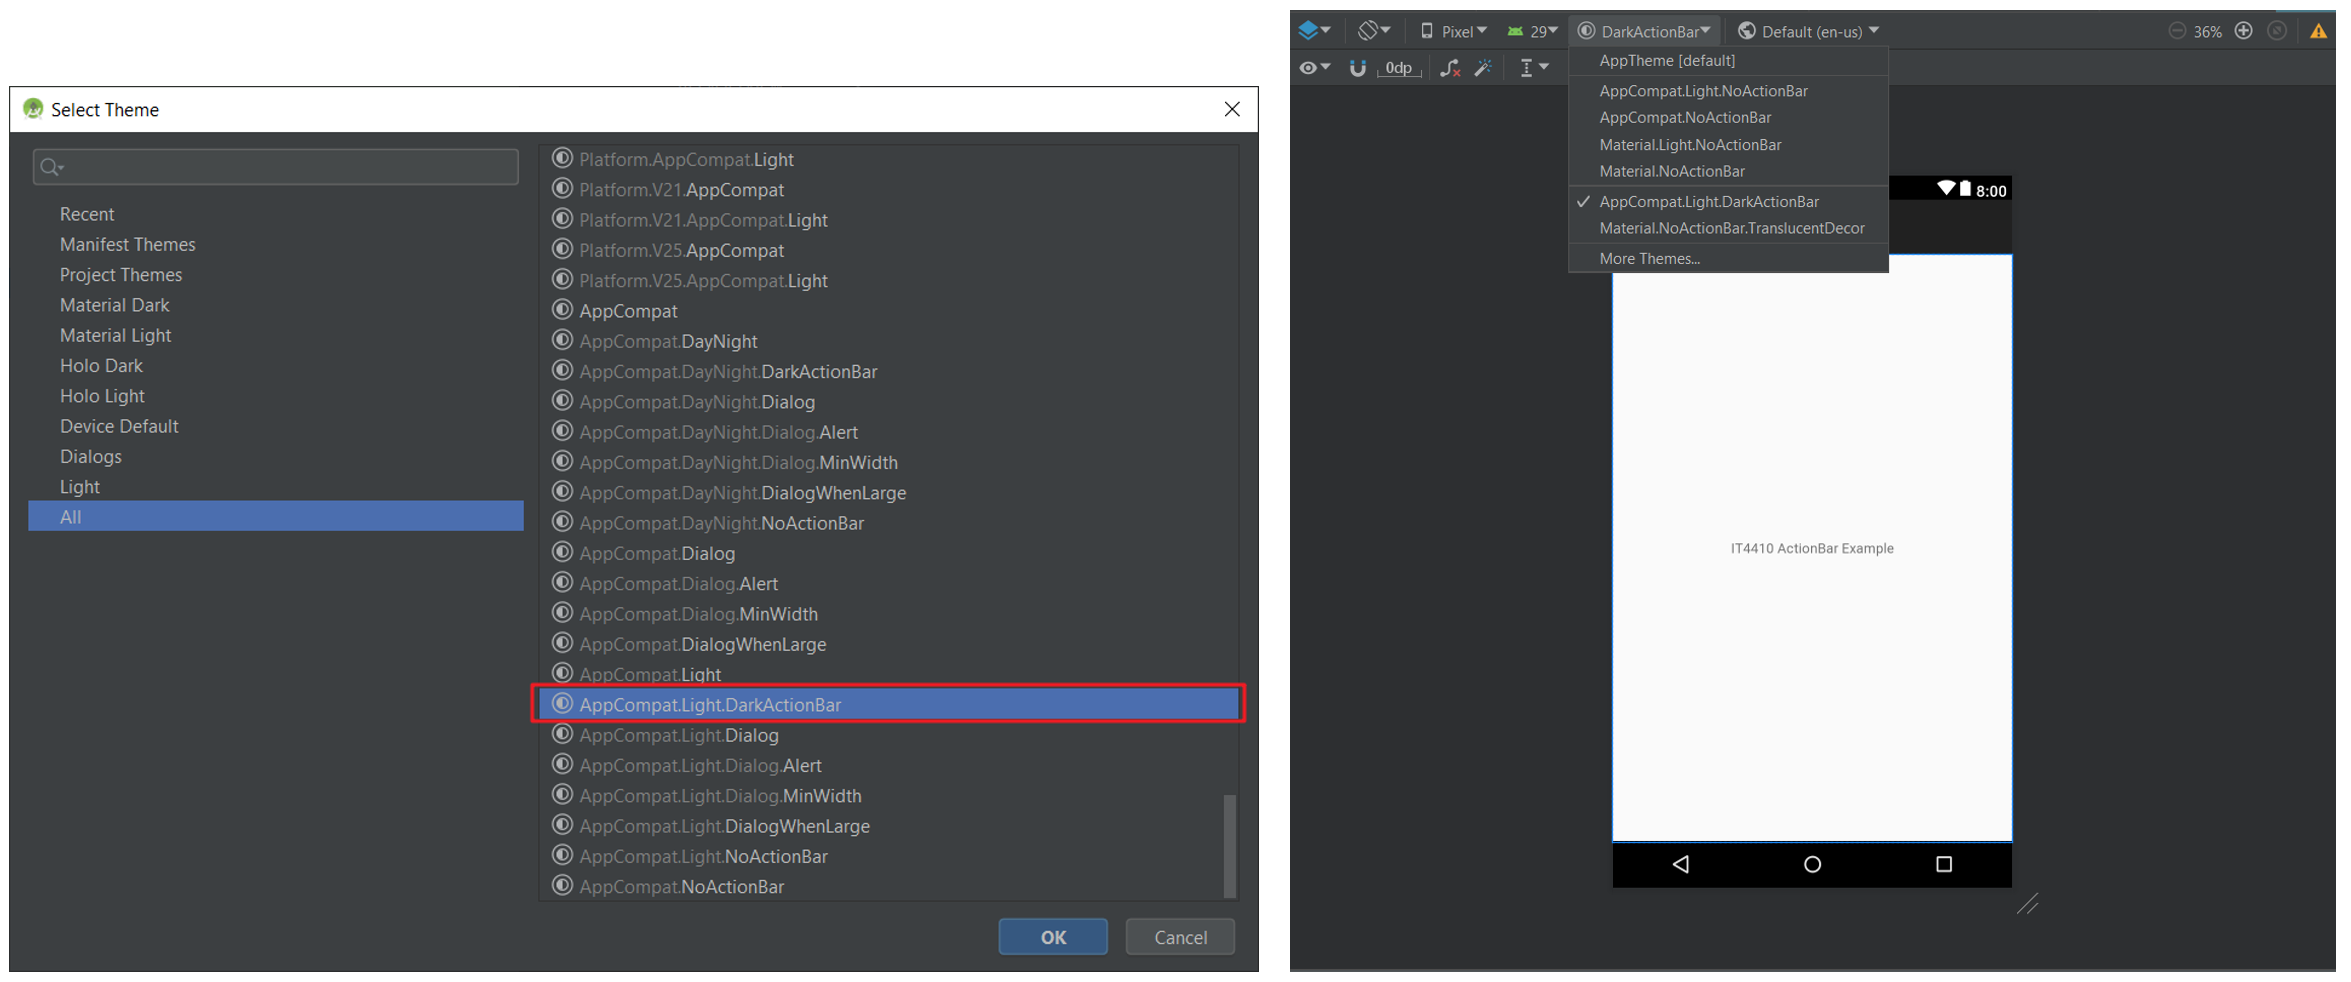 Select Theme
Recent
Manifest Themes
Project Themes
Material Dark
Material Light
Holo Dark
Holo Light
Device Default
Dialogs
Light
All
Platform.AppCompat.Light
Platform.V21.AppCompat
Platform.V21.AppCompat.Light
Platform.V25.AppCompat
Platform.V25.AppCompat.Light
AppCompat
AppCompat.DayNight
AppCompat.DayNight.DarkActionBar
AppCompat.DayNight.Dialog
AppCompat.DayNight.Dialog.Alert
AppCompat.DayNight.Dialog.MinWidth
AppCompat.DayNight.DialogWhenLarge
AppCompat.DayNight.NoActionBar
AppCompat.Dialog
AppCompat.Dialog.Alert
AppCompat.Dialog.MinWidth
AppCompat.DialogWhenLarge
AppCompat.Light
AppCompat.Light.DarkActionBar
AppCompat.Light.Dialog
AppCompat.Light.Dialog.Alert
AppCompat.Light.Dialog.MinWidth
AppCompat.Light.DialogWhenLarge
AppCompat.Light.NoActionBar
AppCompat.NoActionBar
OK Cancel
Pixel 29 DarkActionBar Default (en-us) 36%
0dp
AppTheme [default]
AppCompat.Light.NoActionBar
AppCompat.NoActionBar
Material.Light.NoActionBar
Material.NoActionBar
AppCompat.Light.DarkActionBar
Material.NoActionBar.TranslucentDecor
More Themes...
8:00
IT4410 ActionBar Example